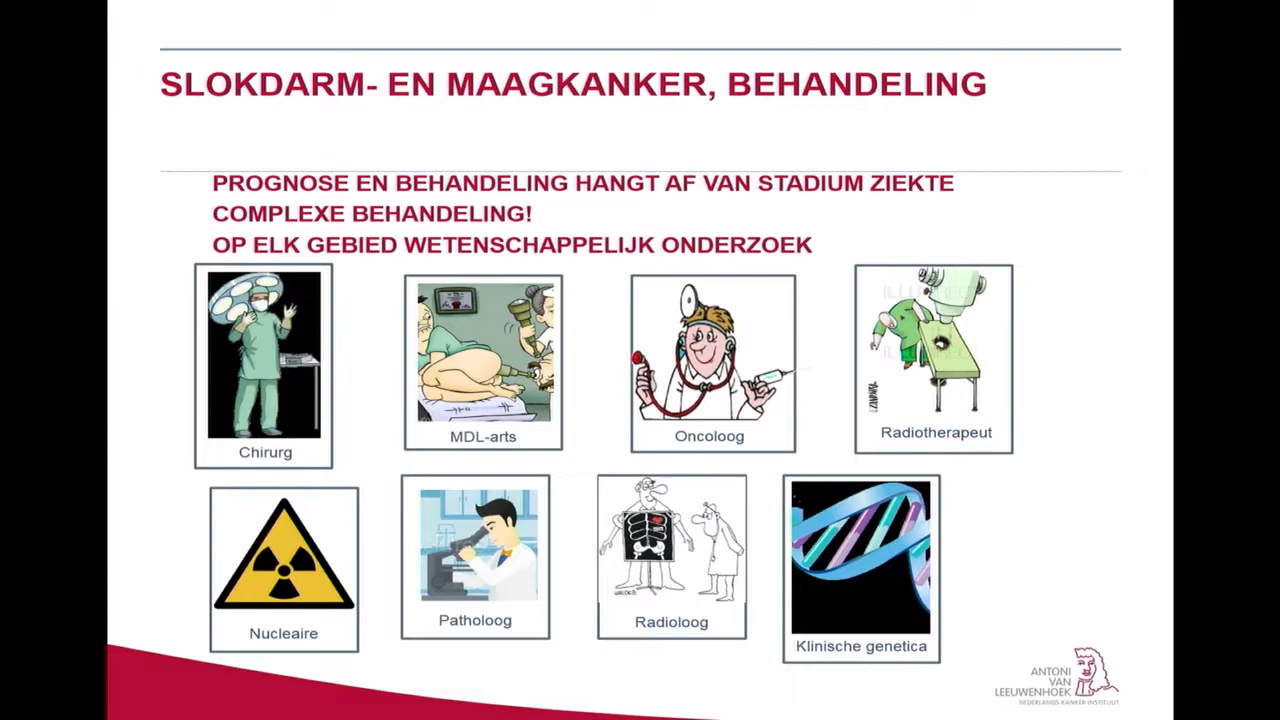 SLOKDARM- EN MAAGKANKER, BEHANDELING
PROGNOSE EN BEHANDELING HANGT AF VAN STADIUM ZIEKTE
COMPLEXE BEHANDELING!
OP ELK GEBIED WETENSCHAPPELIJK ONDERZOEK
Chirurg
MDL-arts
Oncoloog
Radiotherapeut
Nucleaire
Patholoog
Radioloog
Klinische genetica
ANTONI
VAN
LEEUWENHOEK
NEDERLANDS KANKER INSTITUUT